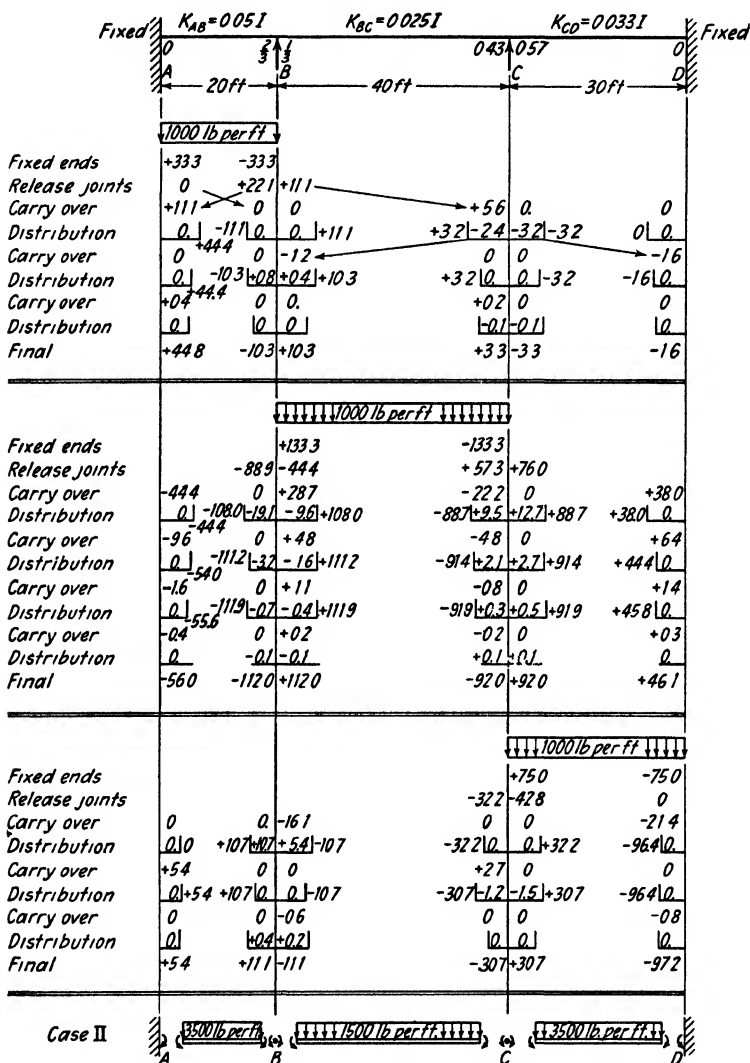 K_AB=0.05I K_BC=0.025I K_CD=0.033I
Fixed 0 2/3 1/3 0.43 0.57 0 Fixed
A B C D
20ft 40ft 30ft
1000 lb per ft
Fixed ends +33.3 -33.3
Release joints 0 +22.1 +11.1
Carry over +11.1 0 0 +5.6 0. 0
Distribution 0. +44.4 -11.1 0. 0. +11.1 +3.2 -2.4 -3.2 -3.2 0 0.
Carry over 0 0 -1.2 0 0 -1.6
Distribution 0. +44.4 -10.3 +0.8 +0.4 +10.3 +3.2 0. 0. -3.2 -1.6 0.
Carry over +0.4 0 0. +0.2 0 0
Distribution 0. 0 0. -0.1 -0.1 0.
Final +44.8 -10.3 +10.3 +3.3 -3.3 -1.6
1000 lb per ft
Fixed ends +133.3 -133.3
Release joints -88.9 -44.4 +57.3 +76.0
Carry over -44.4 0 +28.7 -22.2 0 +38.0
Distribution 0. -44.4 -108.0 -19.1 -9.6 +108.0 -88.7 +9.5 +12.7 +88.7 +38.0 0.
Carry over -9.6 0 +4.8 -4.8 0 +6.4
Distribution 0. -54.0 -111.2 -3.2 -1.6 +111.2 -91.4 +2.1 +2.7 +91.4 +44.4 0.
Carry over -1.6 0 +1.1 -0.8 0 +1.4
Distribution 0. -55.6 -111.9 -0.7 -0.4 +111.9 -91.9 +0.3 +0.5 +91.9 +45.8 0.
Carry over -0.4 0 +0.2 -0.2 0 +0.3
Distribution 0. -0.1 -0.1 +0.1 +0.1 0.
Final -56.0 -112.0 +112.0 -92.0 +92.0 +46.1
1000 lb per ft
Fixed ends +75.0 -75.0
Release joints -32.2 -42.8 0
Carry over 0 0. -16.1 0 0 -21.4
Distribution 0. 0 +10.7 +10.7 +5.4 -10.7 -32.2 0. 0. +32.2 -96.4 0.
Carry over +5.4 0 0 +2.7 0 0
Distribution 0. +5.4 +10.7 0. 0. -10.7 -30.7 -1.2 -1.5 +30.7 -96.4 0.
Carry over 0 0 -0.6 0 0 -0.8
Distribution 0. +0.4 +0.2 0. 0. 0.
Final +5.4 +11.1 -11.1 -30.7 +30.7 -97.2
Case II 3500 lb per ft 1500 lb per ft. 3500 lb per ft.
A B C D